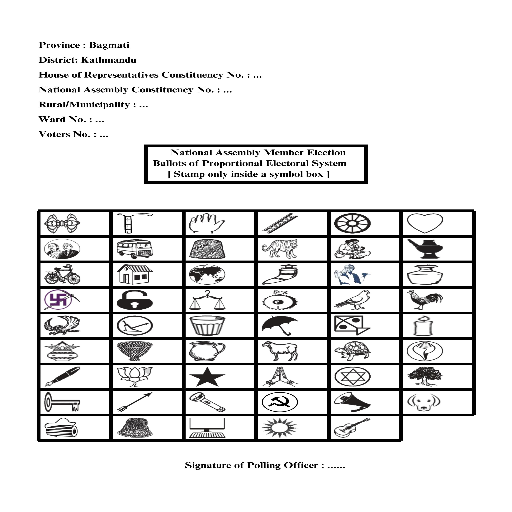 Province : Bagmati
District: Kathmandu
House of Representatives Constituency No. : ...
National Assembly Constituency No. : ...
Rural/Municipality : ...
Ward No. : ...
Voters No. : ...
National Assembly Member Election
Ballots of Proportional Electoral System
[ Stamp only inside a symbol box ]
Signature of Polling Officer : ......